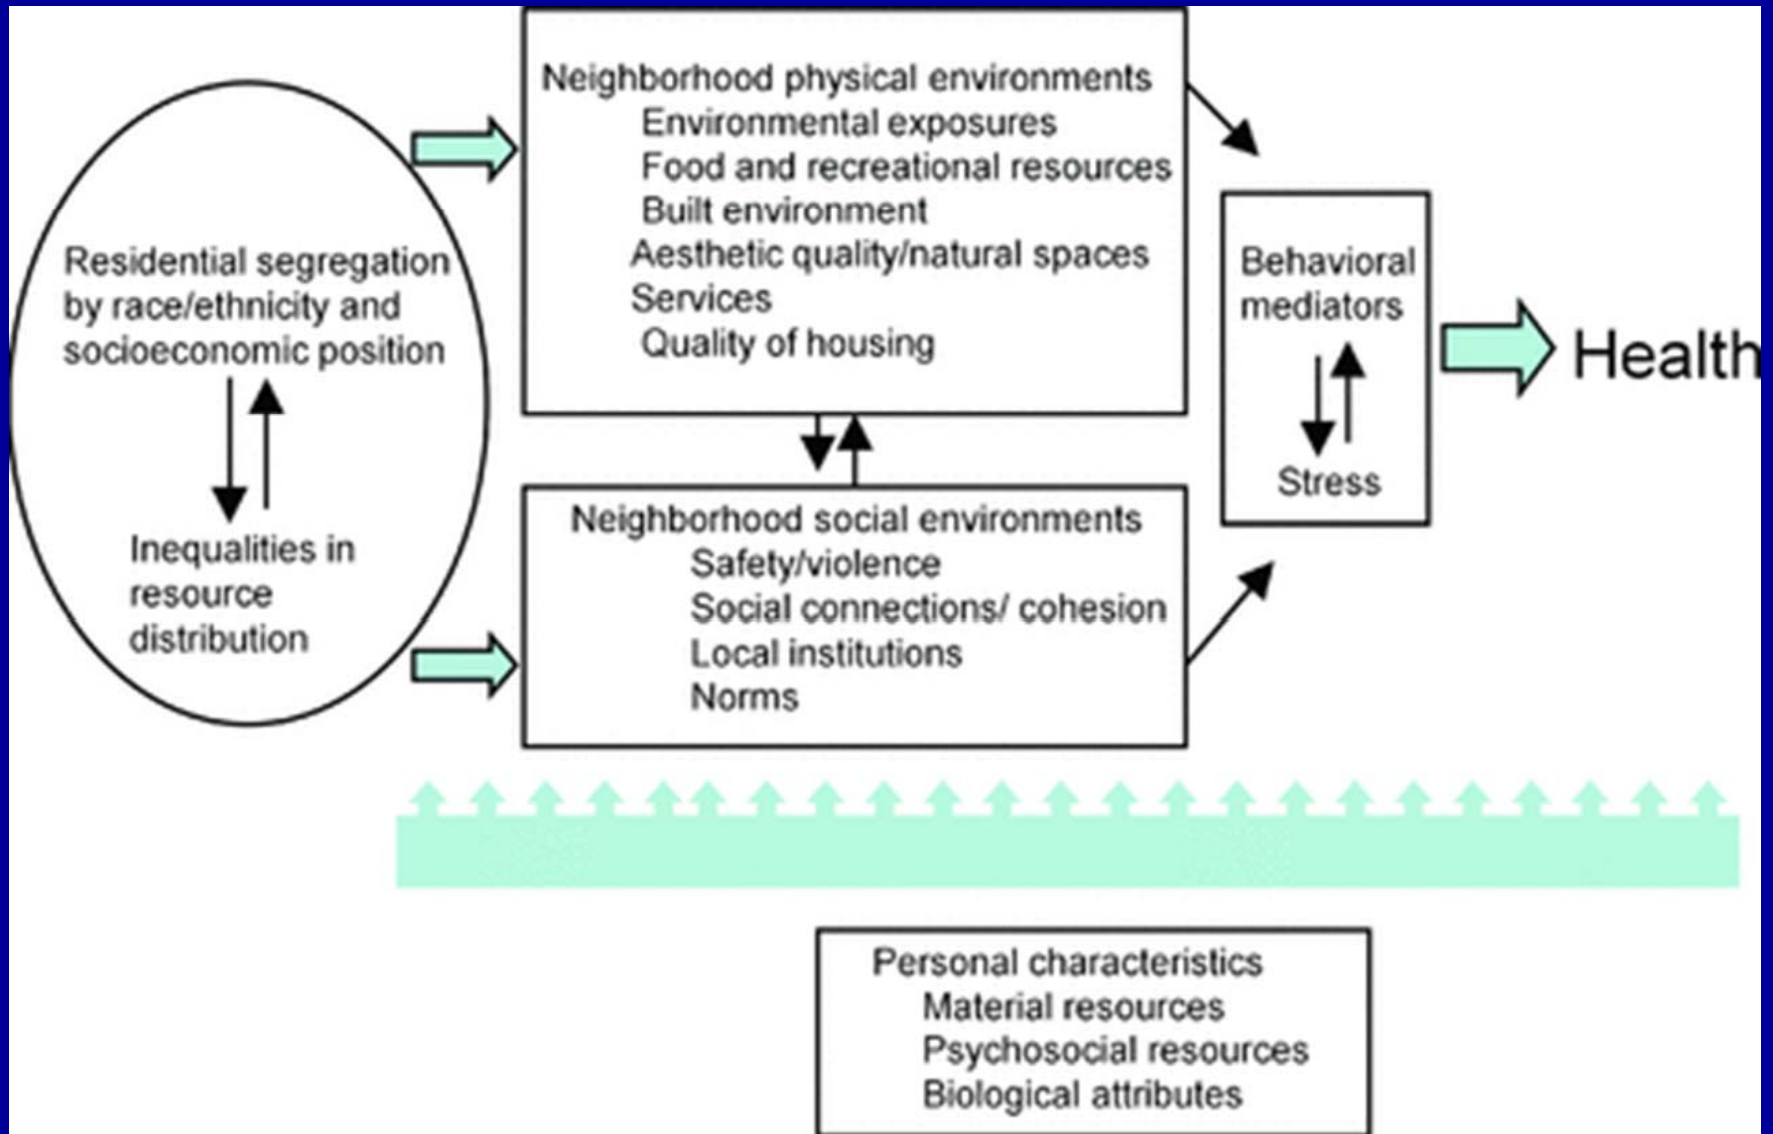 Residential segregation
by race/ethnicity and
socioeconomic position
Inequalities in
resource
distribution
Neighborhood physical environments
Environmental exposures
Food and recreational resources
Built environment
Aesthetic quality/natural spaces
Services
Quality of housing
Neighborhood social environments
Safety/violence
Social connections/ cohesion
Local institutions
Norms
Behavioral
mediators
Stress
Health
Personal characteristics
Material resources
Psychosocial resources
Biological attributes